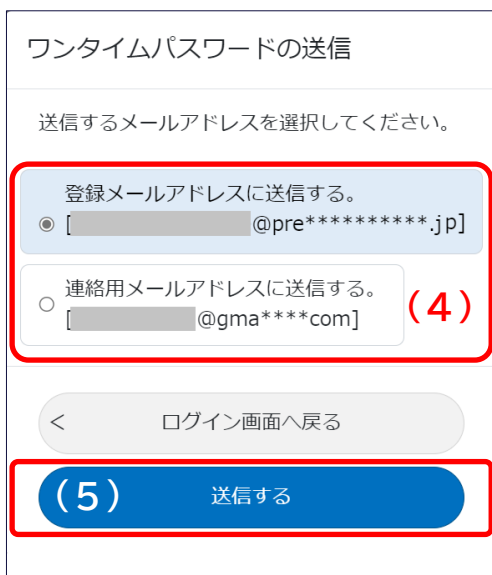 ワンタイムパスワードの送信
送信するメールアドレスを選択してください。
登録メールアドレスに送信する。
[ @pre**********.jp]
連絡用メールアドレスに送信する。
[ @gma****com]
(4)
< ログイン画面へ戻る
(5) 送信する